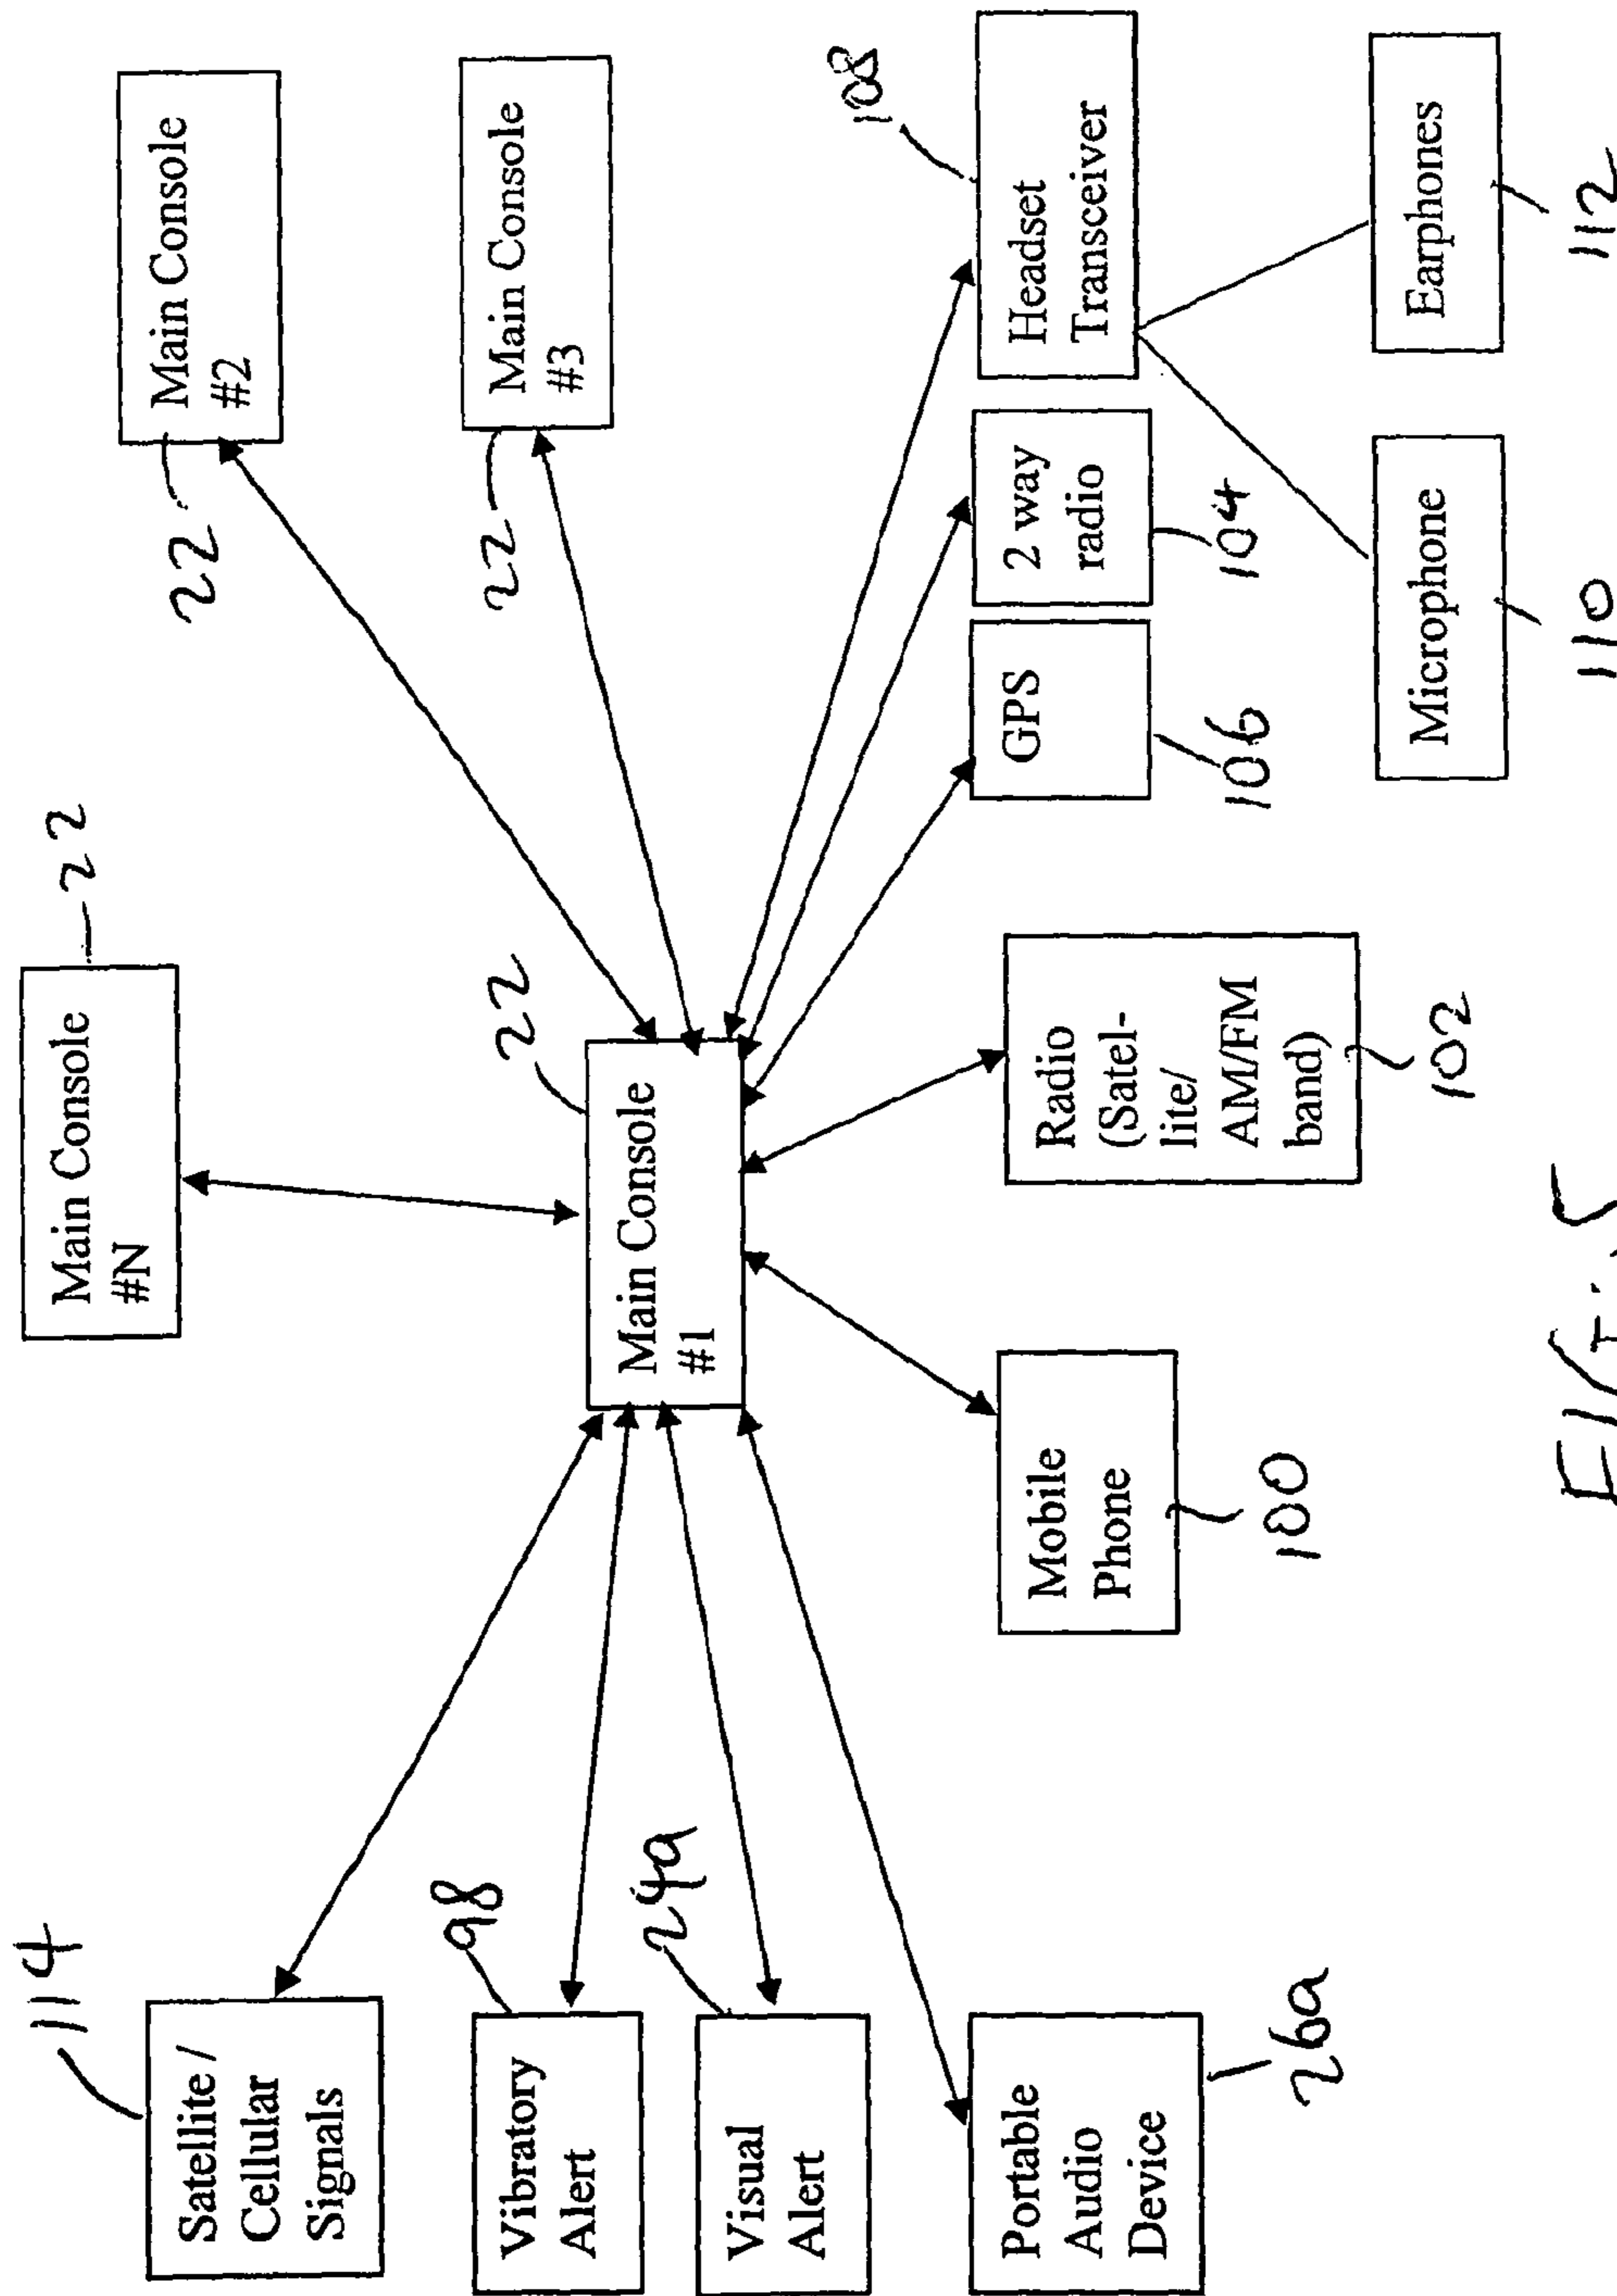 114
Satellite /
Cellular
Signals
98
Vibratory
Alert
24a
Visual
Alert
Portable
Audio
Device
26a
Main Console
#N
22
22
Main Console
#1
22
Main Console
#2
22
Main Console
#3
Mobile
Phone
100
Radio
(Satel-
lite/
AM/FM
band)
102
GPS
106
2 way
radio
104
108
Headset
Transceiver
Microphone
110
Earphones
112
FIG. 5